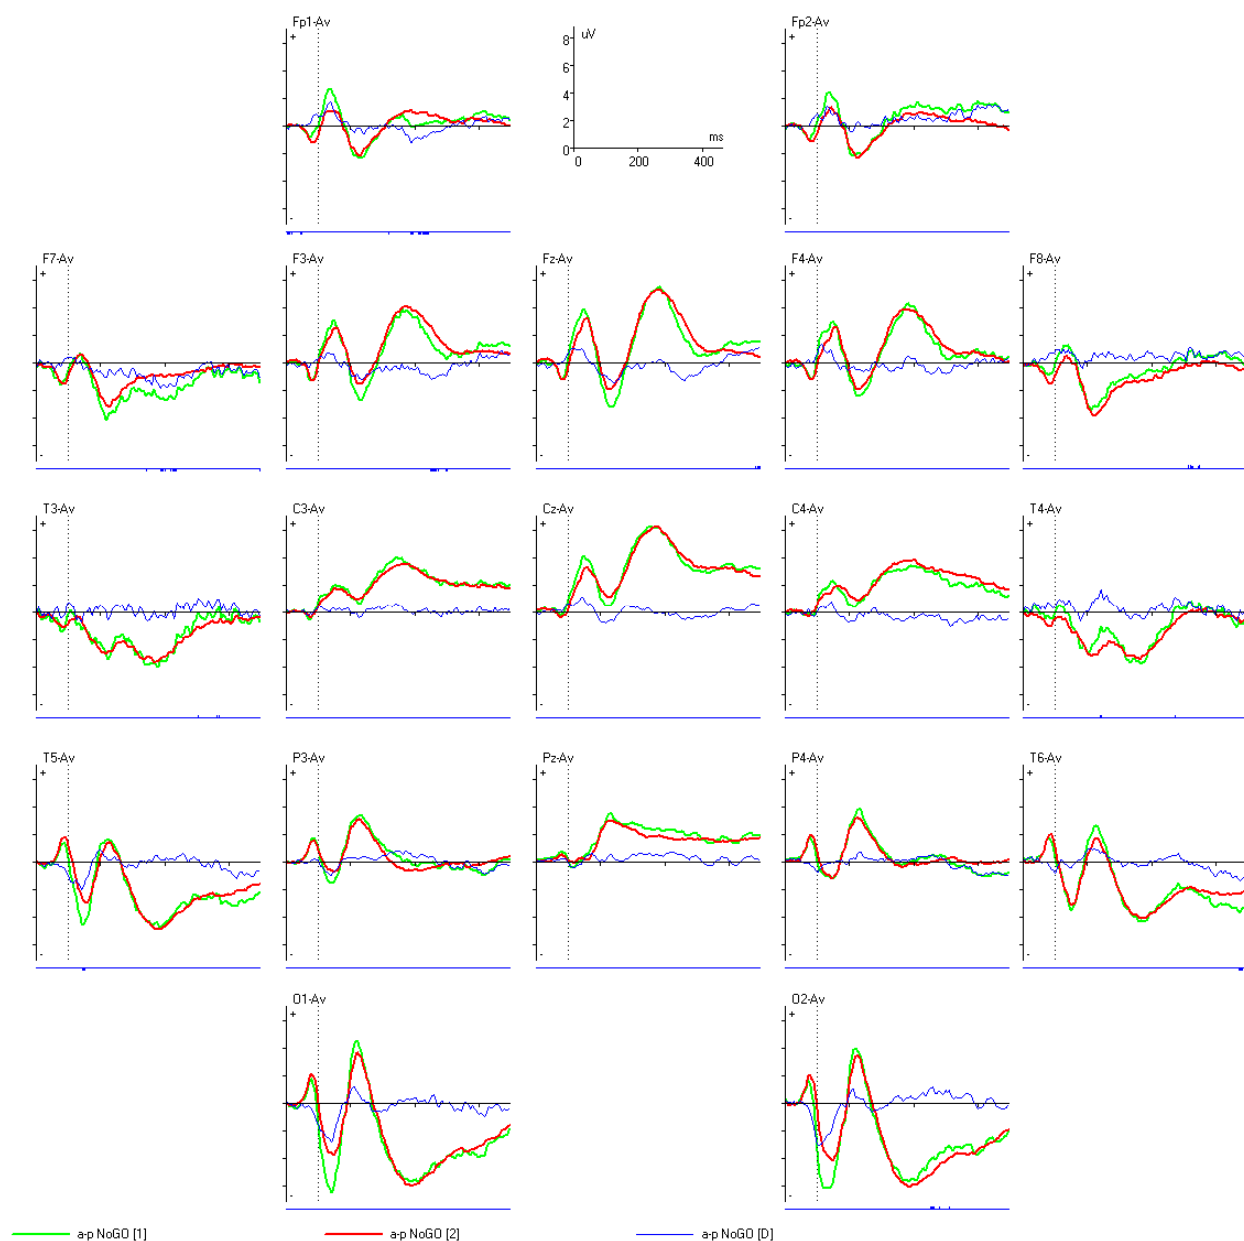 Fp1-Av
Fp2-Av
+
+
uV
8
6
4
2
0
ms
0 200 400
-
-
F7-Av F3-Av Fz-Av F4-Av F8-Av
+ + + + +
- - - - -
T3-Av C3-Av Cz-Av C4-Av T4-Av
+ + + + +
- - - - -
T5-Av P3-Av Pz-Av P4-Av T6-Av
+ + + + +
- - - - -
O1-Av O2-Av
+ +
- -
a-p NoGO [1] a-p NoGO [2] a-p NoGO [D]